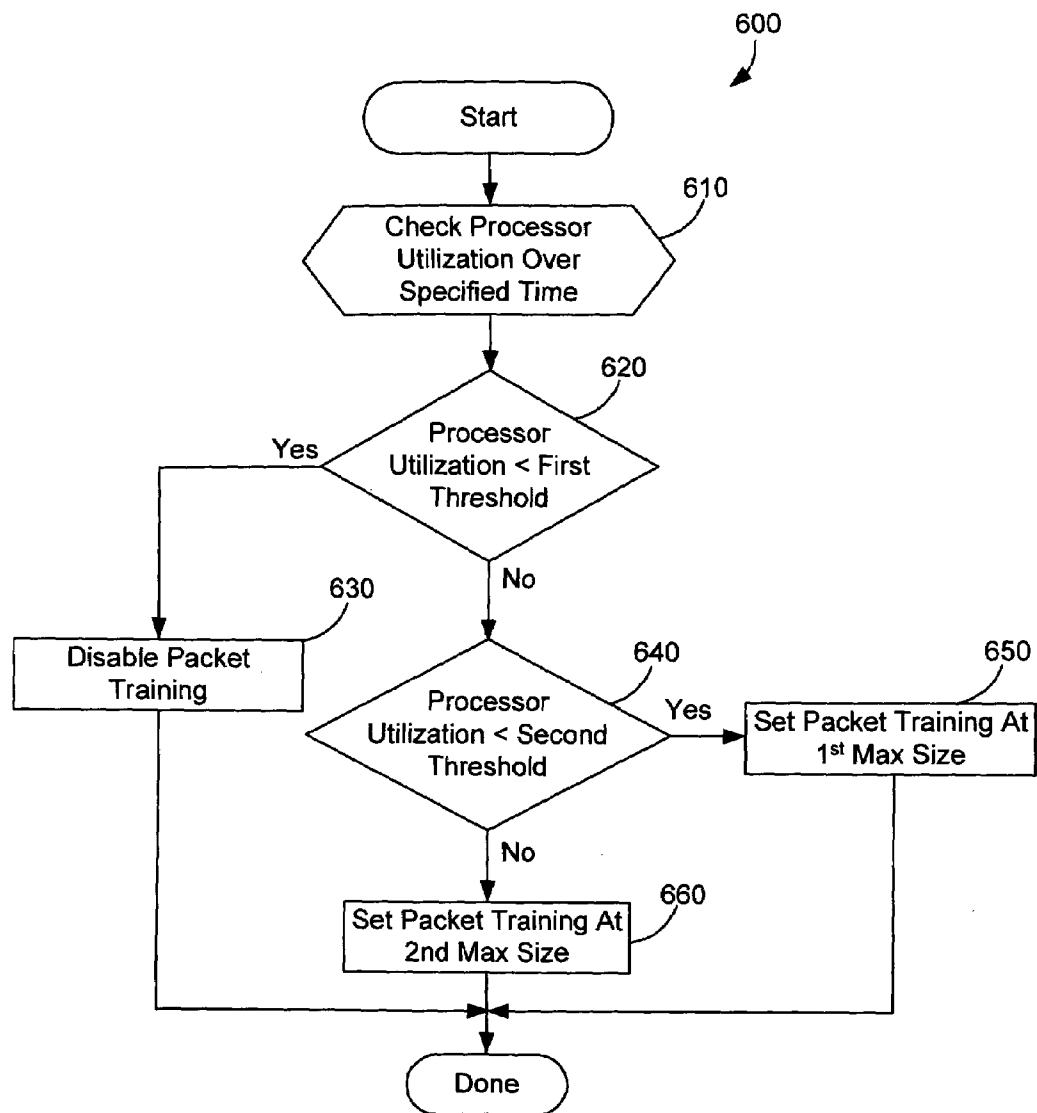 600
Start
610
Check Processor
Utilization Over
Specified Time
620
Processor
Utilization < First
Threshold
Yes
No
630
Disable Packet
Training
640
Processor
Utilization < Second
Threshold
Yes
650
Set Packet Training At
1st Max Size
No
660
Set Packet Training At
2nd Max Size
Done